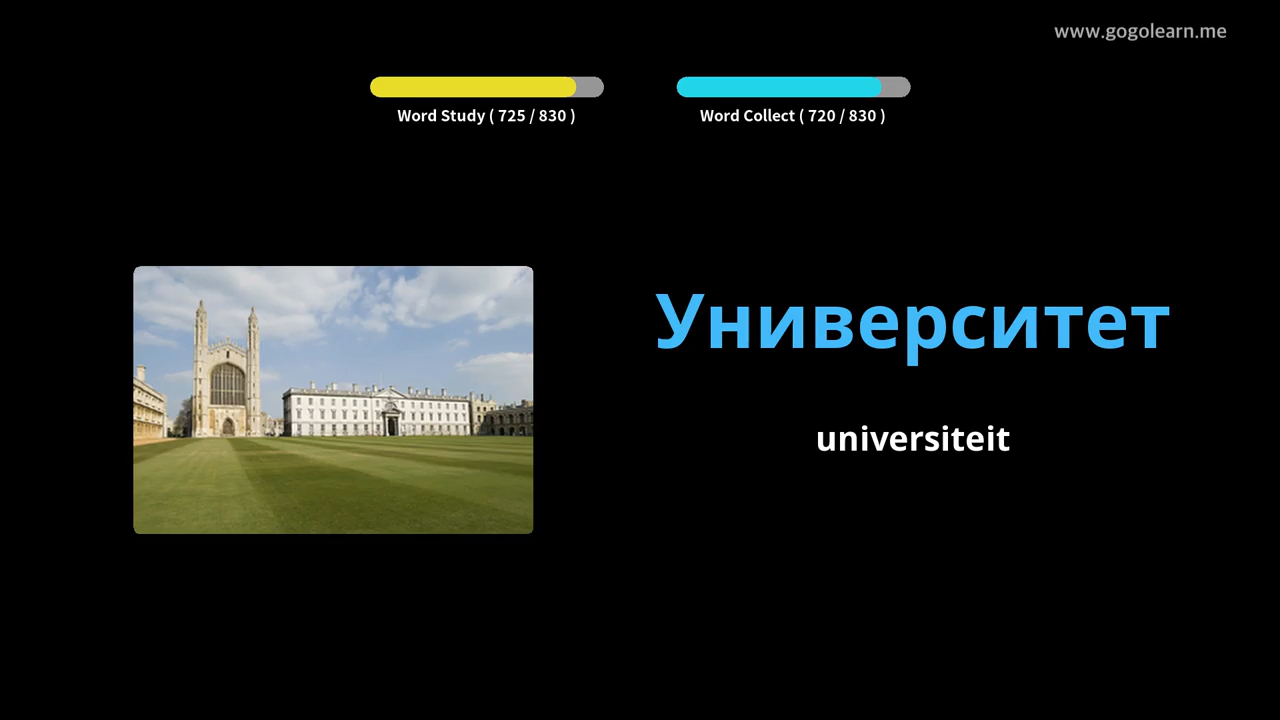 www.gogolearn.me
Word Study ( 725 / 830 )
Word Collect ( 720 / 830 )
Университет
universiteit